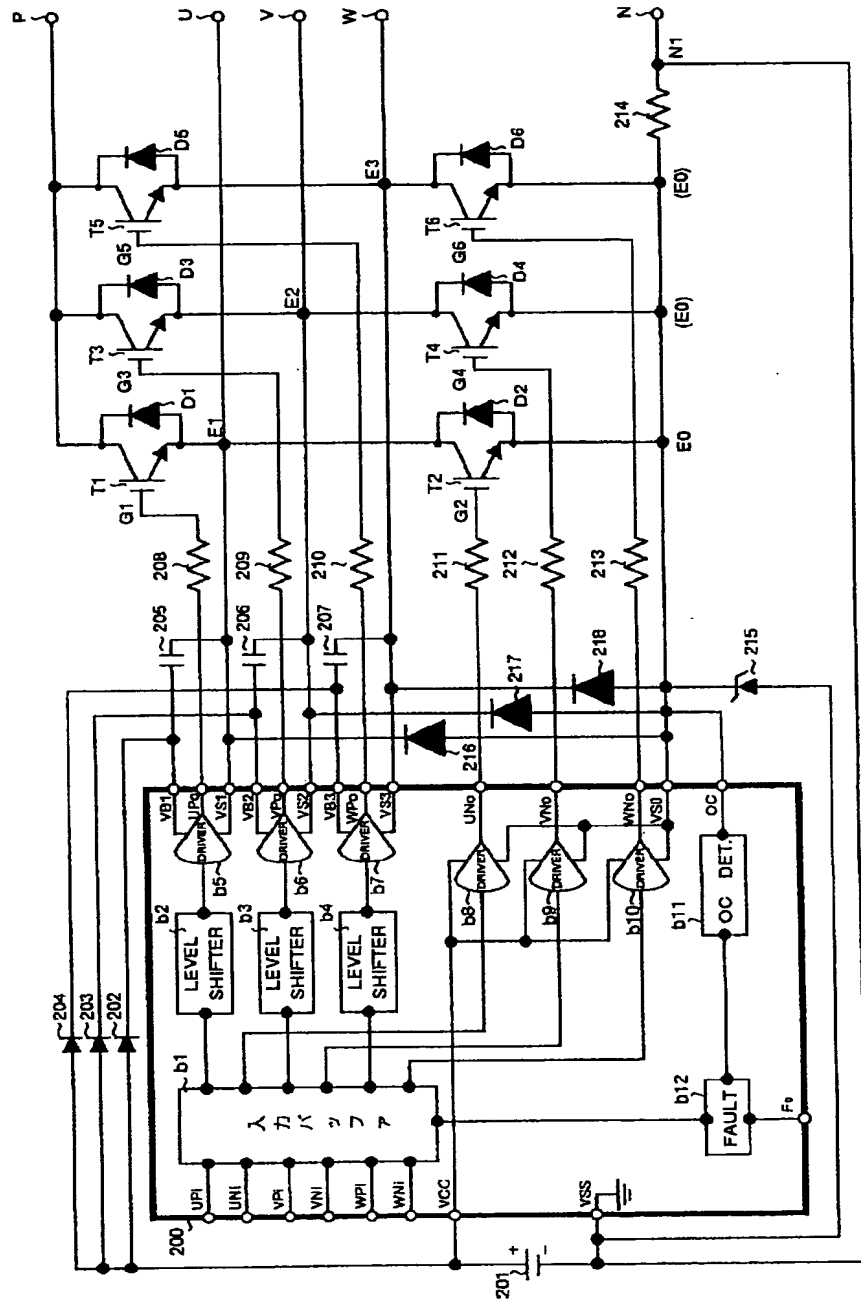 P
U
V
W
N
N1
214
D5
T5
G5
E3
D6
T6
G6
(E0)
D3
T3
G3
E2
D4
T4
G4
(E0)
D1
T1
G1
E1
D2
T2
G2
E0
208
209
210
211
212
213
205
206
207
215
216
217
218
VB1
UPo
VS1
VB2
VPo
VS2
VB3
WPo
VS3
UNo
VNo
WNo
VS0
OC
DRIVER
b5
DRIVER
b6
DRIVER
b7
DRIVER
b8
DRIVER
b9
DRIVER
b10
b2
LEVEL
SHIFTER
b3
LEVEL
SHIFTER
b4
LEVEL
SHIFTER
b11
OC DET.
b12
FAULT
Fo
b1
入力バッファ
204
203
202
UPi
UNi
VPi
VNi
WPi
WNi
VCC
VSS
200
201
+
-